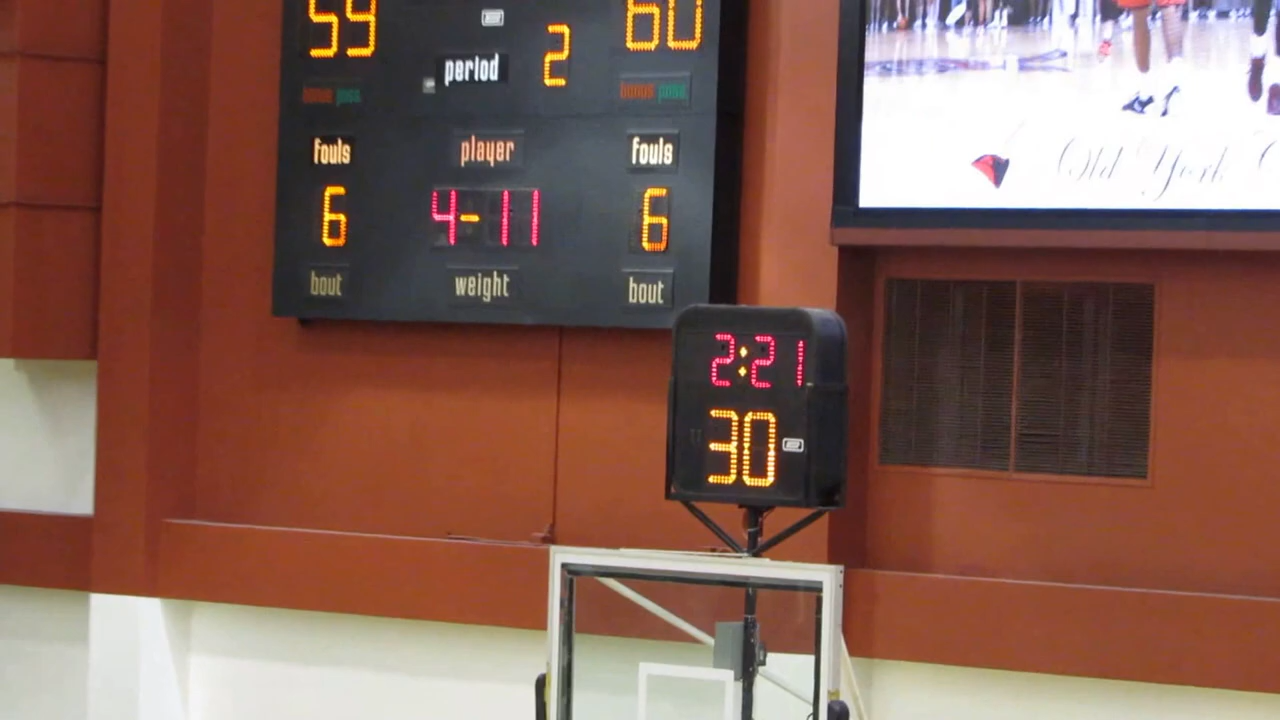 59 60
period 2
bonus poss. bonus poss.
fouls player fouls
6 4-11 6
bout weight bout
2:21
30
Old York